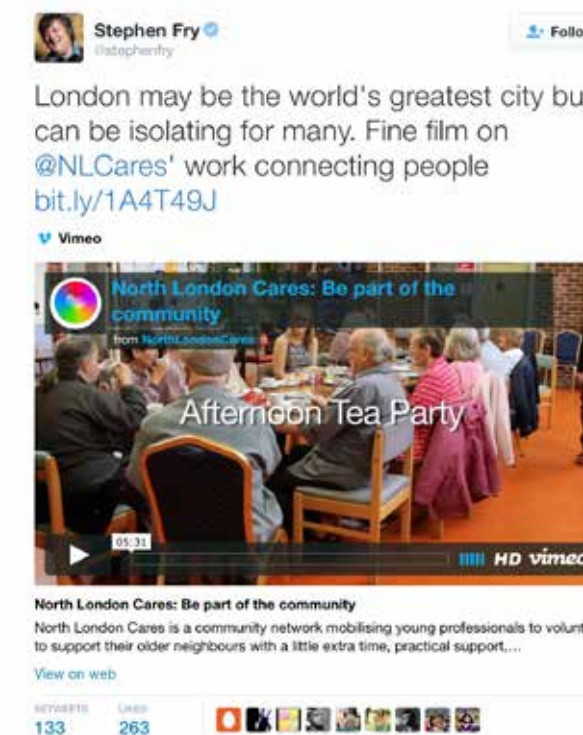 Stephen Fry
@stephenfry
Follo
London may be the world's greatest city bu
can be isolating for many. Fine film on
@NLCares' work connecting people
bit.ly/1A4T49J
Vimeo
North London Cares: Be part of the
community
from NorthLondonCares
Afternoon Tea Party
05:31
HD vimeo
North London Cares: Be part of the community
North London Cares is a community network mobilising young professionals to volunt
to support their older neighbours with a little extra time, practical support,...
View on web
RETWEETS LIKES
133 263